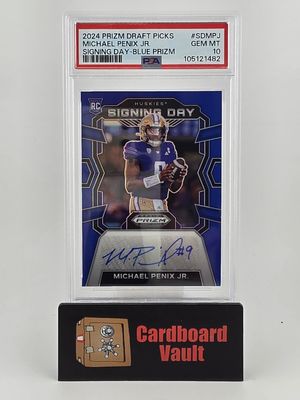 2024 PRIZM DRAFT PICKS #SDMPJ
MICHAEL PENIX JR. GEM MT
SIGNING DAY-BLUE PRIZM 10
PSA 105121482
RC
HUSKIES
SIGNING DAY
PRIZM
#9
MICHAEL PENIX JR.
Cardboard
Vault